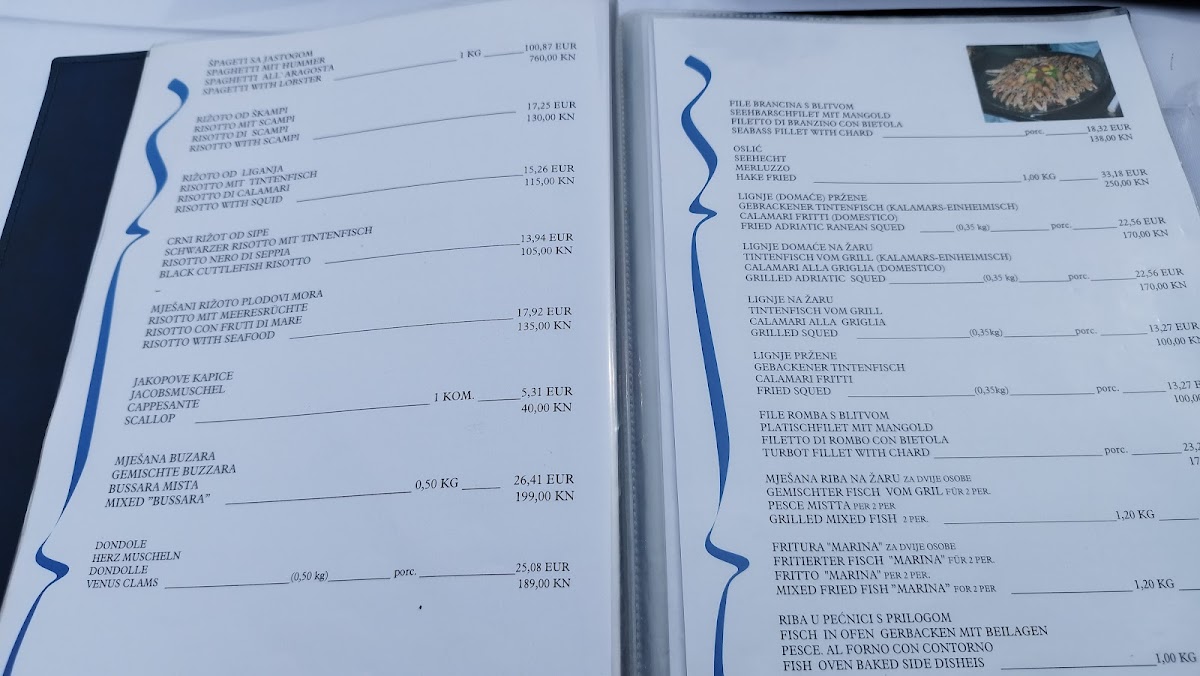 ŠPAGETI SA JASTOGOM
SPAGHETTI MIT HUMMER
SPAGHETTI ALL' ARAGOSTA
SPAGETTI WITH LORSTER 1 KG 100,87 EUR
760,00 KN
RIŽOTO OD ŠKAMPI
RISOTTO MIT SCAMPI
RISOTTO DI SCAMPI
RISOTTO WITH SCAMPI 17,25 EUR
130,00 KN
RIŽOTO OD LIGANJA
RISOTTO MIT TINTENFISCH
RISOTTO DI CALAMARI
RISOTTO WITH SQUID 15,26 EUR
115,00 KN
CRNI RIŽOT OD SIPE
SCHWARZER RISOTTO MIT TINTENFISCH
RISOTTO NERO DI SEPPIA
BLACK CUTTLEFISH RISOTTO 13,94 EUR
105,00 KN
MJEŠANI RIŽOTO PLODOVI MORA
RISOTTO MIT MEERESRÜCHTE
RISOTTO CON FRUTI DI MARE
RISOTTO WITH SEAFOOD 17,92 EUR
135,00 KN
JAKOPOVE KAPICE
JACOBSMUSCHEL
CAPPESANTE
SCALLOP 1 KOM. 5,31 EUR
40,00 KN
MJEŠANA BUZARA
GEMISCHTE BUZZARA
BUSSARA MISTA
MIXED "BUSSARA" 0,50 KG 26,41 EUR
199,00 KN
DONDOLE
HERZ MUSCHELN
DONDOLLE
VENUS CLAMS (0,50 kg) porc. 25,08 EUR
189,00 KN
FILE BRANCINA S BLITVOM
SEEHBARSCHFILET MIT MANGOLD
FILETTO DI BRANZINO CON BIETOLA
SEABASS FILLET WITH CHARD porc. 18,32 EUR
138,00 KN
OSLIĆ
SEEHECHT
MERLUZZO
HAKE FRIED 1,00 KG 33,18 EUR
250,00 KN
LIGNJE (DOMAĆE) PRŽENE
GEBRACKENER TINTENFISCH (KALAMARS-EINHEIMISCH)
CALAMARI FRITTI (DOMESTICO)
FRIED ADRIATIC RANEAN SQUED (0,35 kg) porc. 22,56 EUR
170,00 KN
LIGNJE DOMAĆE NA ŽARU
TINTENFISCH VOM GRILL (KALAMARS-EINHEIMISCH)
CALAMARI ALLA GRIGLIA (DOMESTICO)
GRILLED ADRIATIC SQUED (0,35 kg) porc. 22,56 EUR
170,00 KN
LIGNJE NA ŽARU
TINTENFISCH VOM GRILL
CALAMARI ALLA GRIGLIA
GRILLED SQUED (0,35kg) porc. 13,27 EUR
100,00 KN
LIGNJE PRŽENE
GEBACKENER TINTENFISCH
CALAMARI FRITTI
FRIED SQUED (0,35kg) porc. 13,27
100,00
FILE ROMBA S BLITVOM
PLATISCHFILET MIT MANGOLD
FILETTO DI ROMBO CON BIETOLA
TURBOT FILLET WITH CHARD porc. 23,2
17
MJEŠANA RIBA NA ŽARU ZA DVIJE OSOBE
GEMISCHTER FISCH VOM GRIL FÜR 2 PER.
PESCE MISTTA PER 2 PER
GRILLED MIXED FISH 2 PER. 1,20 KG
FRITURA "MARINA" ZA DVIJE OSOBE
FRITIERTER FISCH "MARINA" FÜR 2 PER.
FRITTO "MARINA" PER 2 PER.
MIXED FRIED FISH "MARINA" FOR 2 PER 1,20 KG
RIBA U PEĆNICI S PRILOGOM
FISCH IN OFEN GERBACKEN MIT BEILAGEN
PESCE. AL FORNO CON CONTORNO
FISH OVEN BAKED SIDE DISHEIS 1,00 KG